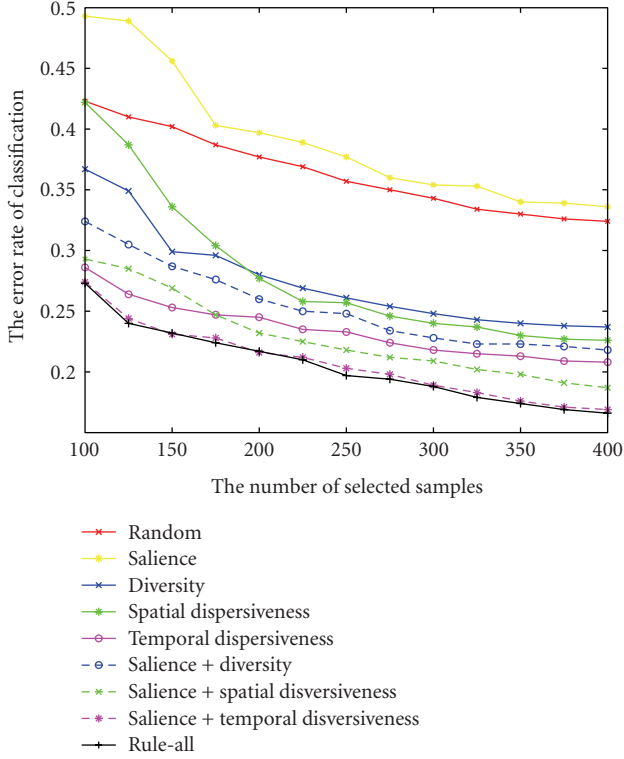 0.5
0.45
0.4
0.35
0.3
0.25
0.2
The error rate of classification
100
150
200
250
300
350
400
The number of selected samples
Random
Salience
Diversity
Spatial dispersiveness
Temporal dispersiveness
Salience + diversity
Salience + spatial disversiveness
Salience + temporal disversiveness
Rule-all